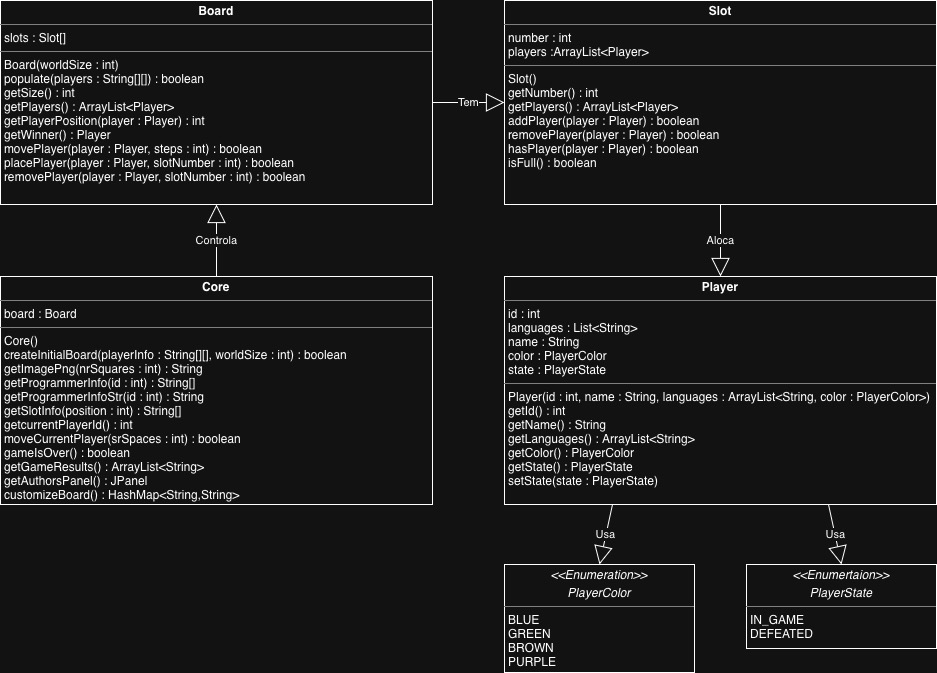 Board
slots : Slot[]
Board(worldSize : int)
populate(players : String[][]) : boolean
getSize() : int
getPlayers() : ArrayList<Player>
getPlayerPosition(player : Player) : int
getWinner() : Player
movePlayer(player : Player, steps : int) : boolean
placePlayer(player : Player, slotNumber : int) : boolean
removePlayer(player : Player, slotNumber : int) : boolean
Tem
Slot
number : int
players :ArrayList<Player>
Slot()
getNumber() : int
getPlayers() : ArrayList<Player>
addPlayer(player : Player) : boolean
removePlayer(player : Player) : boolean
hasPlayer(player : Player) : boolean
isFull() : boolean
Controla
Aloca
Core
board : Board
Core()
createInitialBoard(playerInfo : String[][], worldSize : int) : boolean
getImagePng(nrSquares : int) : String
getProgrammerInfo(id : int) : String[]
getProgrammerInfoStr(id : int) : String
getSlotInfo(position : int) : String[]
getcurrentPlayerId() : int
moveCurrentPlayer(srSpaces : int) : boolean
gameIsOver() : boolean
getGameResults() : ArrayList<String>
getAuthorsPanel() : JPanel
customizeBoard() : HashMap<String,String>
Player
id : int
languages : List<String>
name : String
color : PlayerColor
state : PlayerState
Player(id : int, name : String, languages : ArrayList<String, color : PlayerColor>)
getId() : int
getName() : String
getLanguages() : ArrayList<String>
getColor() : PlayerColor
getState() : PlayerState
setState(state : PlayerState)
Usa
Usa
<<Enumeration>>
PlayerColor
BLUE
GREEN
BROWN
PURPLE
<<Enumertaion>>
PlayerState
IN_GAME
DEFEATED